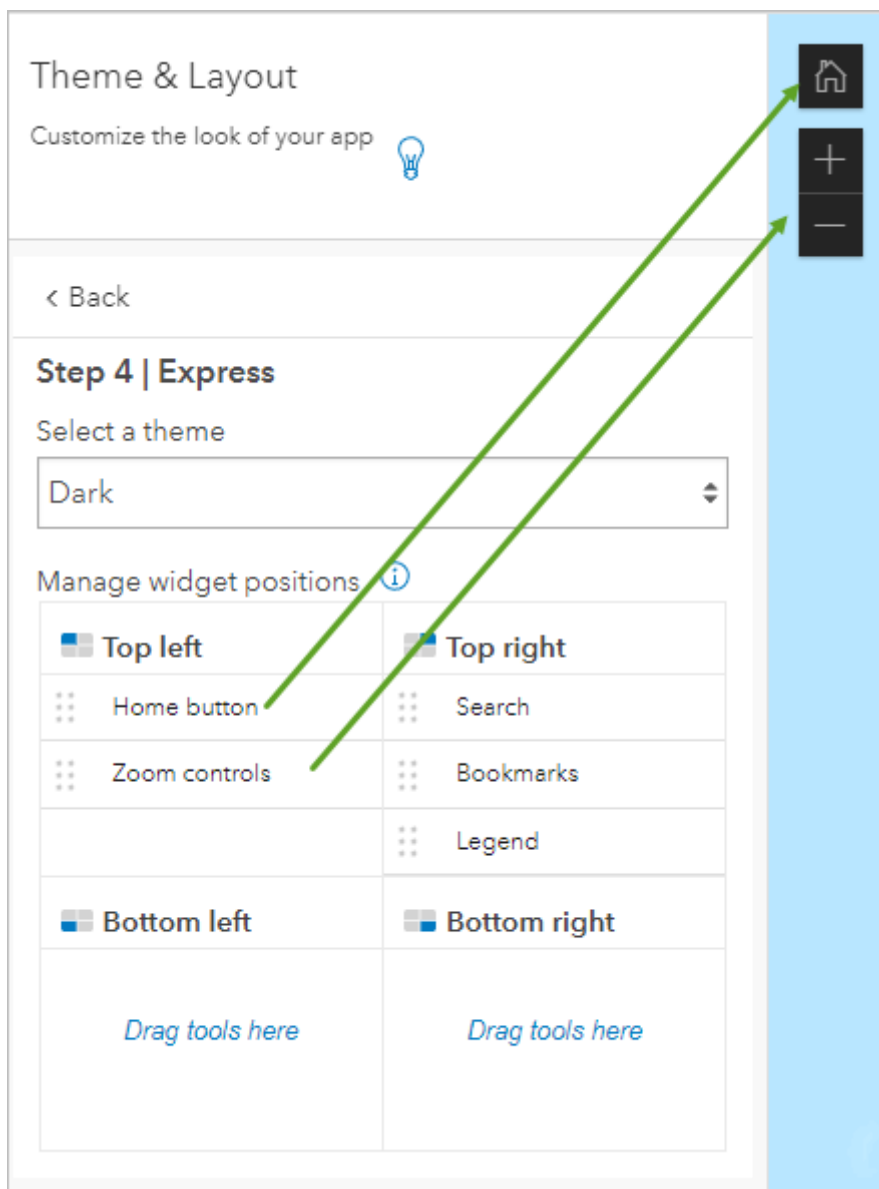 Theme & Layout
Customize the look of your app
< Back
Step 4 | Express
Select a theme
Dark
Manage widget positions
Top left
Top right
Home button
Search
Zoom controls
Bookmarks
Legend
Bottom left
Bottom right
Drag tools here
Drag tools here